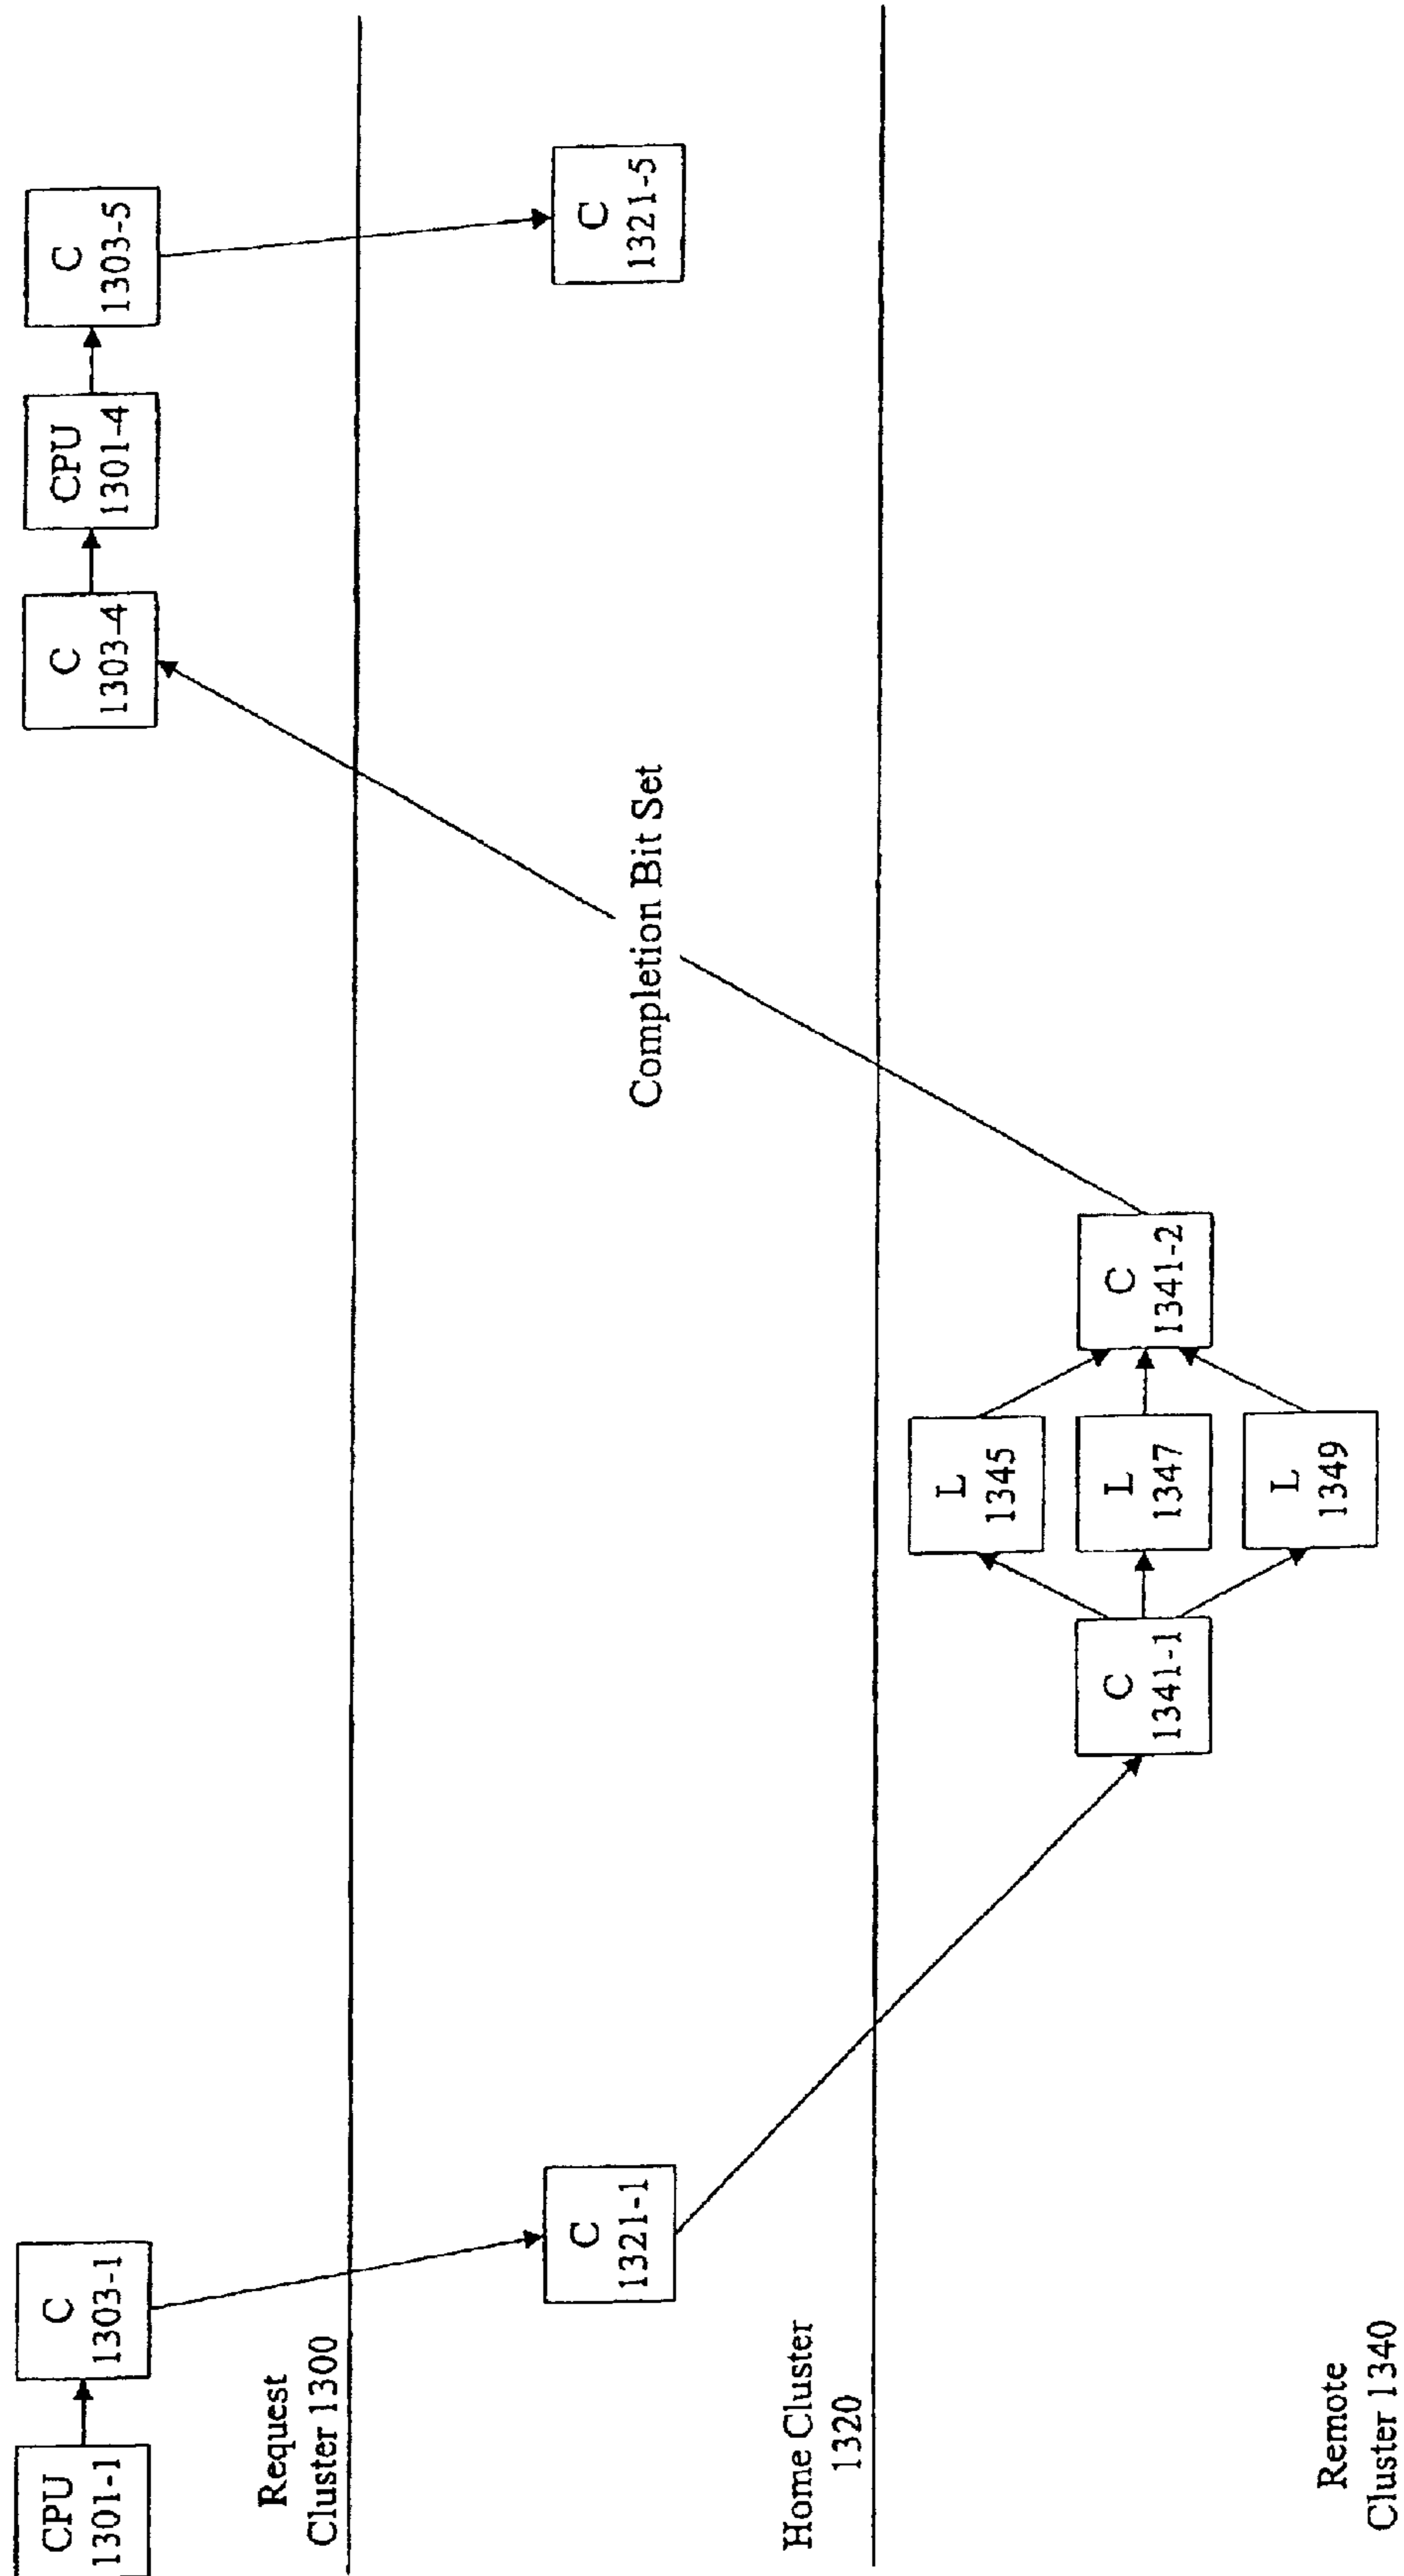 CPU
1301-1
C
1303-1
C
1303-4
CPU
1301-4
C
1303-5
Request
Cluster 1300
C
1321-1
Completion Bit Set
C
1321-5
Home Cluster
1320
C
1341-1
L
1345
L
1347
L
1349
C
1341-2
Remote
Cluster 1340